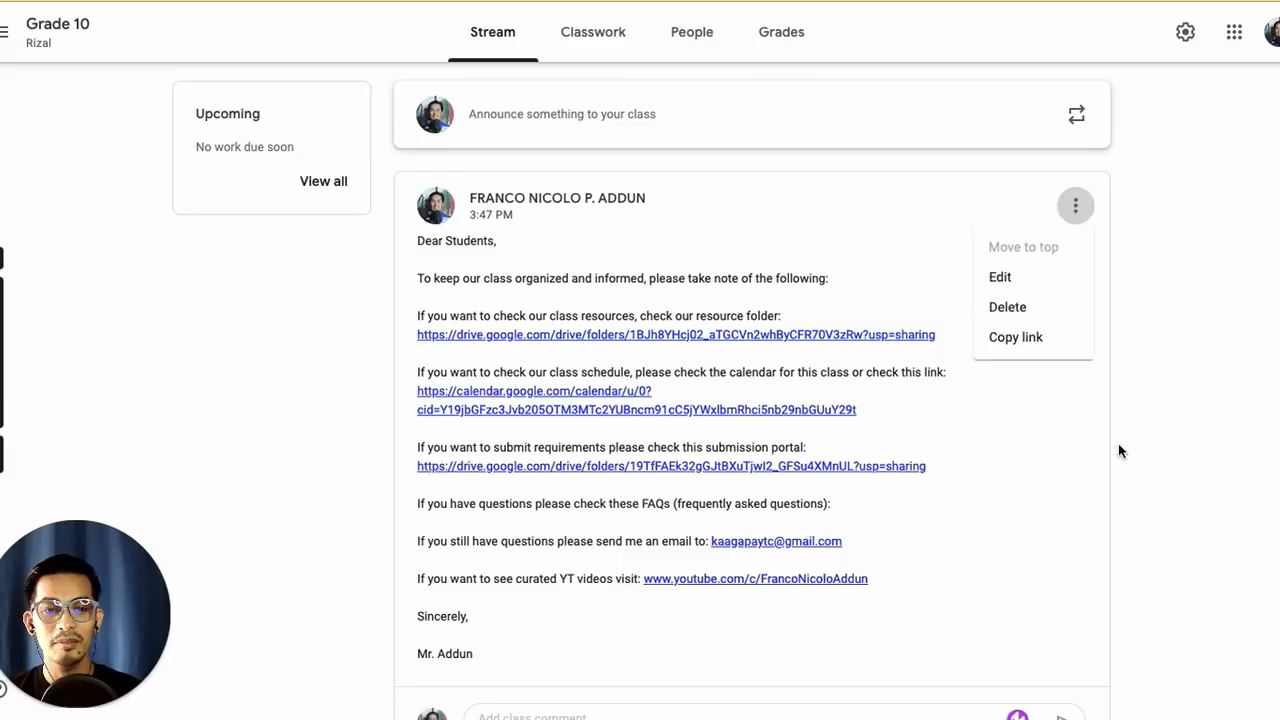 Grade 10
Rizal
Stream
Classwork
People
Grades
Upcoming
No work due soon
View all
Announce something to your class
FRANCO NICOLO P. ADDUN
3:47 PM
Move to top
Edit
Delete
Copy link
Dear Students,
To keep our class organized and informed, please take note of the following:
If you want to check our class resources, check our resource folder:
https://drive.google.com/drive/folders/1BJh8YHcj02_aTGCVn2whByCFR70V3zRw?usp=sharing
If you want to check our class schedule, please check the calendar for this class or check this link:
https://calendar.google.com/calendar/u/0?
cid=Y19jbGFzc3Jvb205OTM3MTc2YUBncm91cC5jYWxlbmRhci5nb29nbGUuY29t
If you want to submit requirements please check this submission portal:
https://drive.google.com/drive/folders/19TfFAEk32gGJtBXuTjwI2_GFSu4XMnUL?usp=sharing
If you have questions please check these FAQs (frequently asked questions):
If you still have questions please send me an email to: kaagapaytc@gmail.com
If you want to see curated YT videos visit: www.youtube.com/c/FrancoNicoloAddun
Sincerely,
Mr. Addun
Add class comment